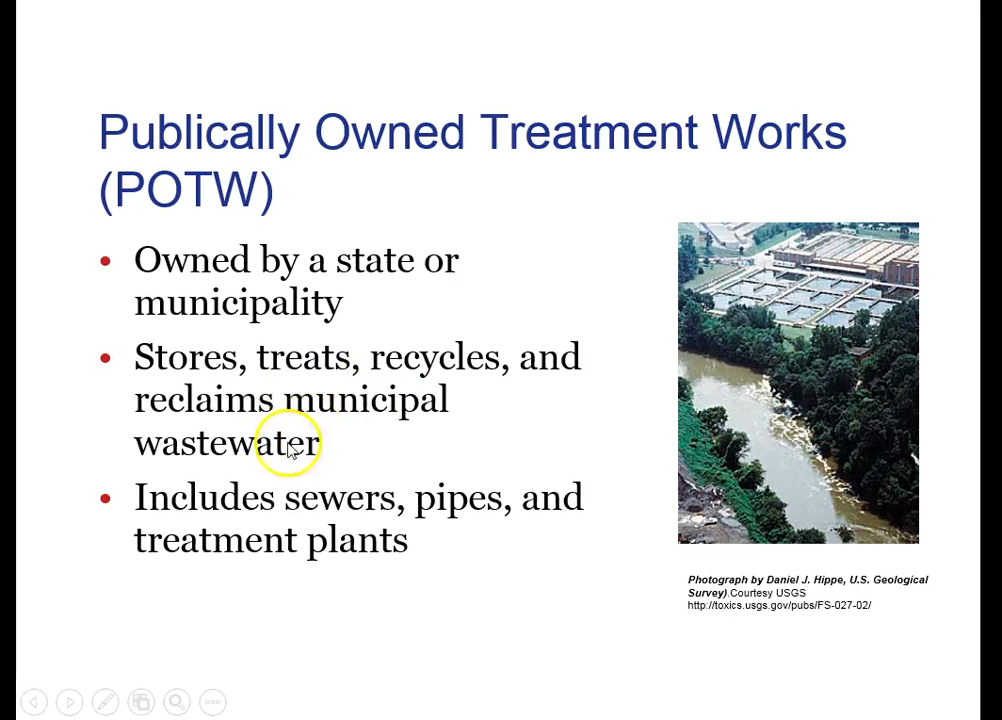 Publically Owned Treatment Works
(POTW)
• Owned by a state or
municipality
• Stores, treats, recycles, and
reclaims municipal
wastewater
• Includes sewers, pipes, and
treatment plants
Photograph by Daniel J. Hippe, U.S. Geological
Survey).Courtesy USGS
http://toxics.usgs.gov/pubs/FS-027-02/